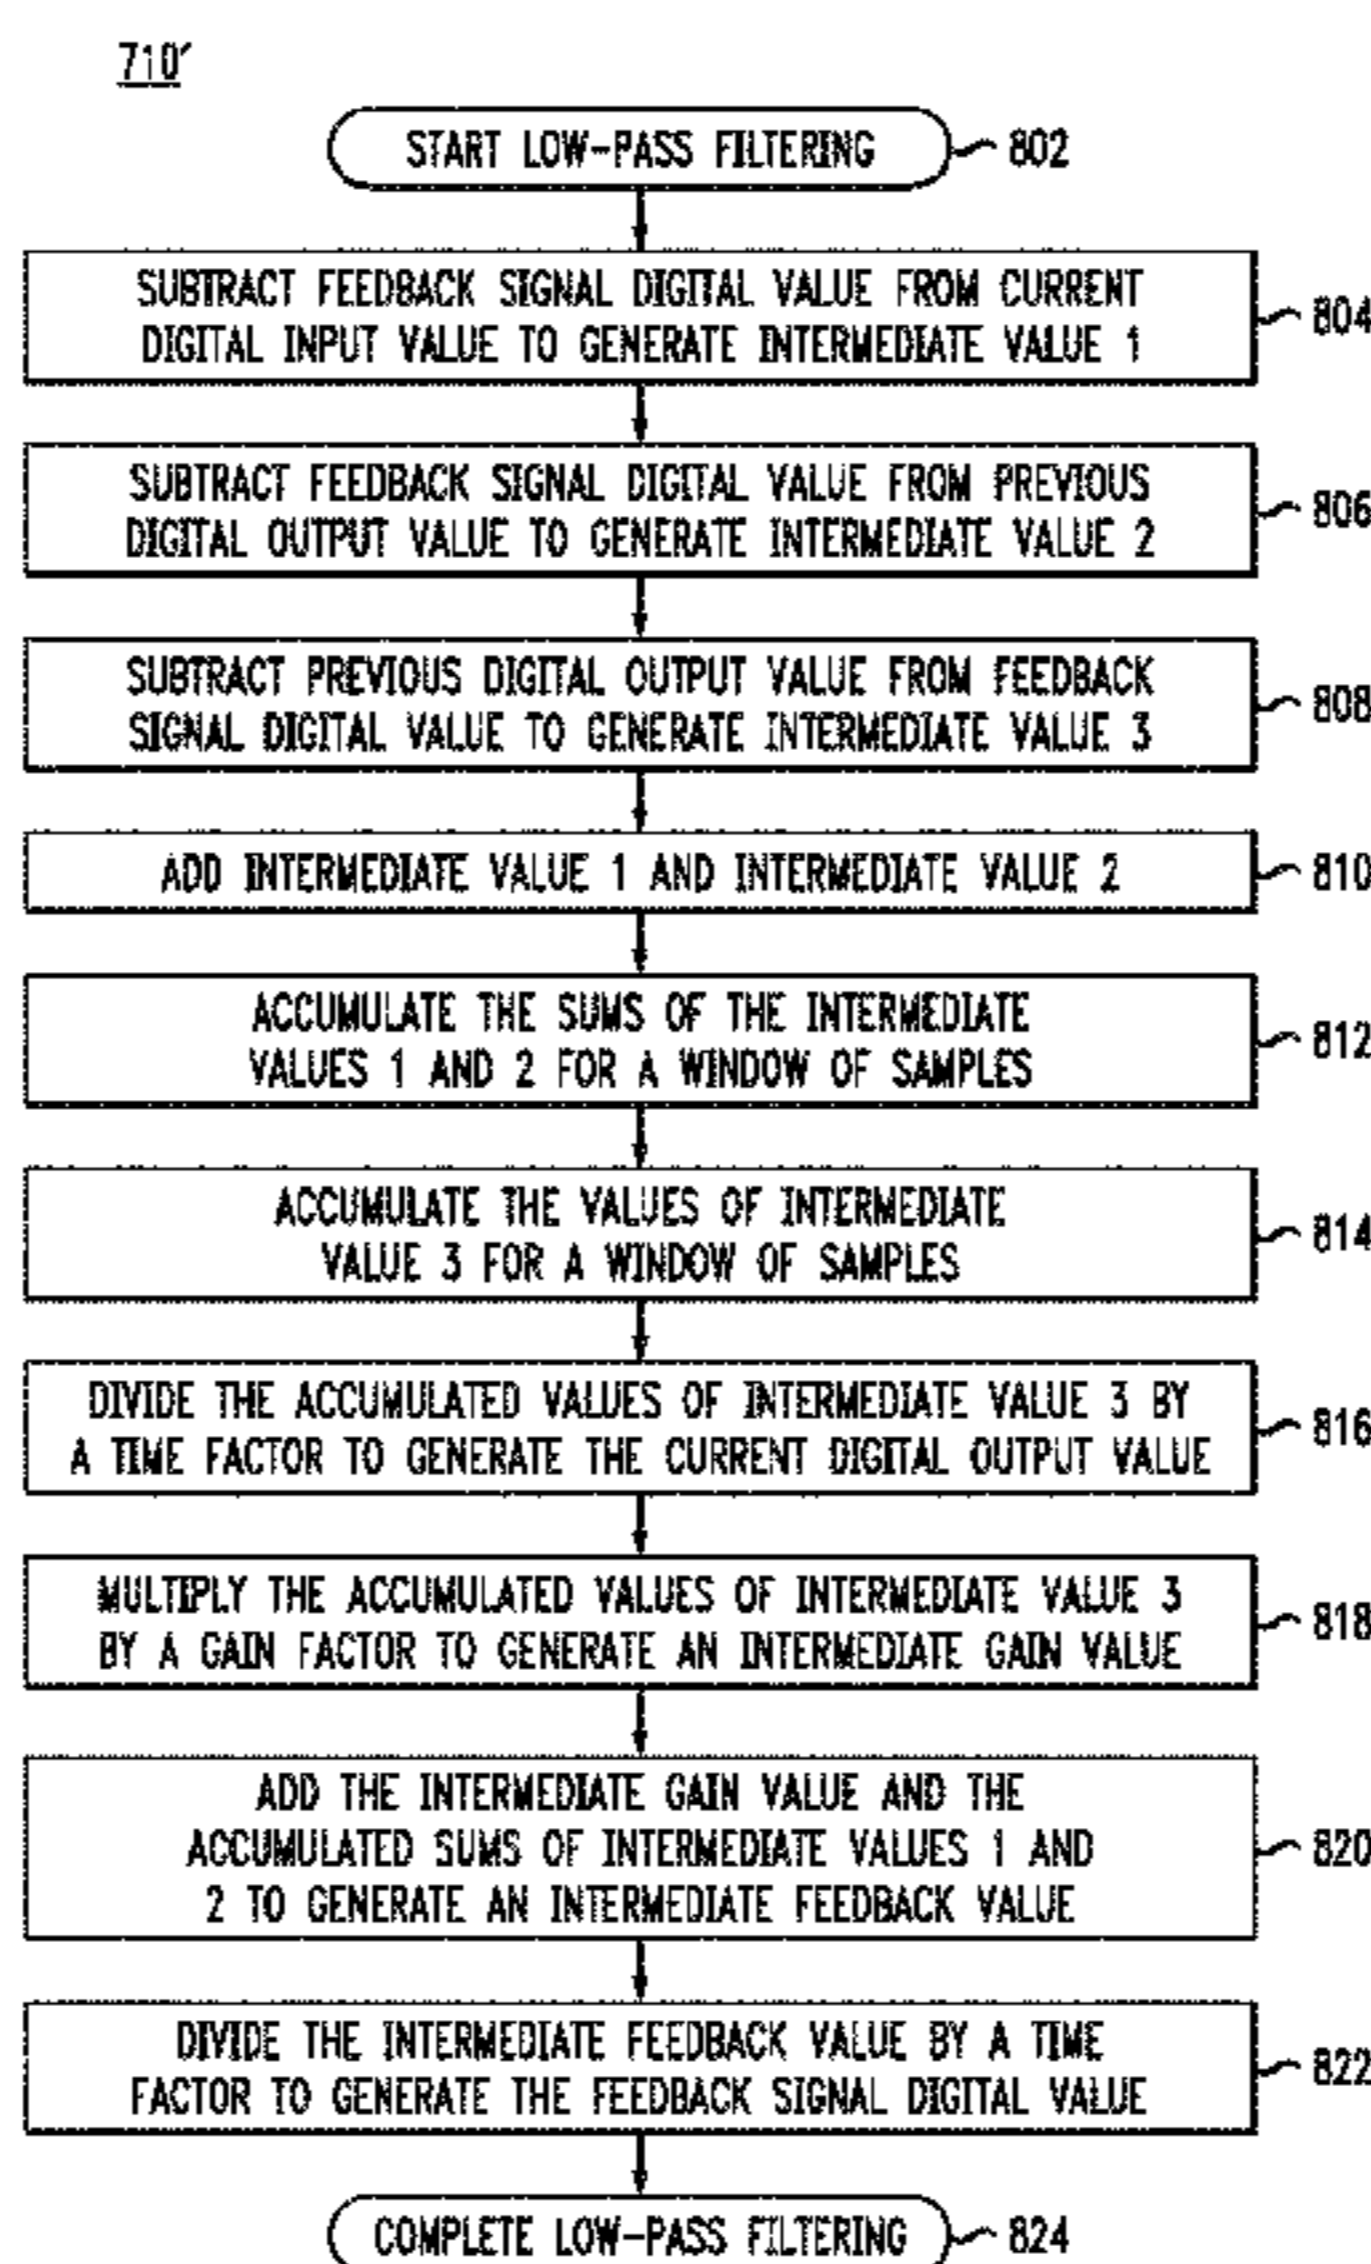 710'
START LOW-PASS FILTERING
802
SUBTRACT FEEDBACK SIGNAL DIGITAL VALUE FROM CURRENT
DIGITAL INPUT VALUE TO GENERATE INTERMEDIATE VALUE 1
804
SUBTRACT FEEDBACK SIGNAL DIGITAL VALUE FROM PREVIOUS
DIGITAL OUTPUT VALUE TO GENERATE INTERMEDIATE VALUE 2
806
SUBTRACT PREVIOUS DIGITAL OUTPUT VALUE FROM FEEDBACK
SIGNAL DIGITAL VALUE TO GENERATE INTERMEDIATE VALUE 3
808
ADD INTERMEDIATE VALUE 1 AND INTERMEDIATE VALUE 2
810
ACCUMULATE THE SUMS OF THE INTERMEDIATE
VALUES 1 AND 2 FOR A WINDOW OF SAMPLES
812
ACCUMULATE THE VALUES OF INTERMEDIATE
VALUE 3 FOR A WINDOW OF SAMPLES
814
DIVIDE THE ACCUMULATED VALUES OF INTERMEDIATE VALUE 3 BY
A TIME FACTOR TO GENERATE THE CURRENT DIGITAL OUTPUT VALUE
816
MULTIPLY THE ACCUMULATED VALUES OF INTERMEDIATE VALUE 3
BY A GAIN FACTOR TO GENERATE AN INTERMEDIATE GAIN VALUE
818
ADD THE INTERMEDIATE GAIN VALUE AND THE
ACCUMULATED SUMS OF INTERMEDIATE VALUES 1 AND
2 TO GENERATE AN INTERMEDIATE FEEDBACK VALUE
820
DIVIDE THE INTERMEDIATE FEEDBACK VALUE BY A TIME
FACTOR TO GENERATE THE FEEDBACK SIGNAL DIGITAL VALUE
822
COMPLETE LOW-PASS FILTERING
824